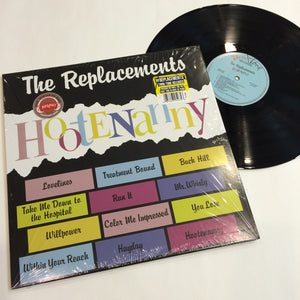 The Replacements
Hootenanny
Lovelines
Treatment Bound
Buck Hill
Take Me Down to the Hospital
Run It
Mr. Whirly
Willpower
Color Me Impressed
You Lose
Within Your Reach
Hayday
Hootenanny